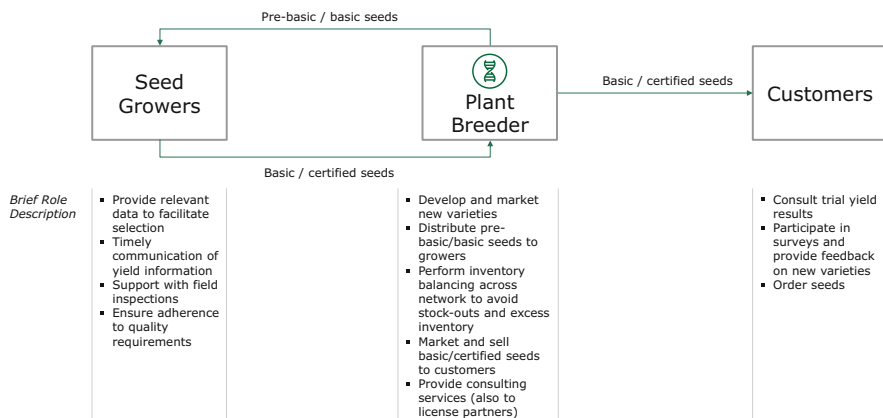 Pre-basic / basic seeds
Seed
Growers
Plant
Breeder
Basic / certified seeds
Customers
Basic / certified seeds
Brief Role
Description
▪ Provide relevant
data to facilitate
selection
▪ Timely
communication of
yield information
▪ Support with field
inspections
▪ Ensure adherence
to quality
requirements
▪ Develop and market
new varieties
▪ Distribute pre-
basic/basic seeds to
growers
▪ Perform inventory
balancing across
network to avoid
stock-outs and excess
inventory
▪ Market and sell
basic/certified seeds
to customers
▪ Provide consulting
services (also to
license partners)
▪ Consult trial yield
results
▪ Participate in
surveys and
provide feedback
on new varieties
▪ Order seeds